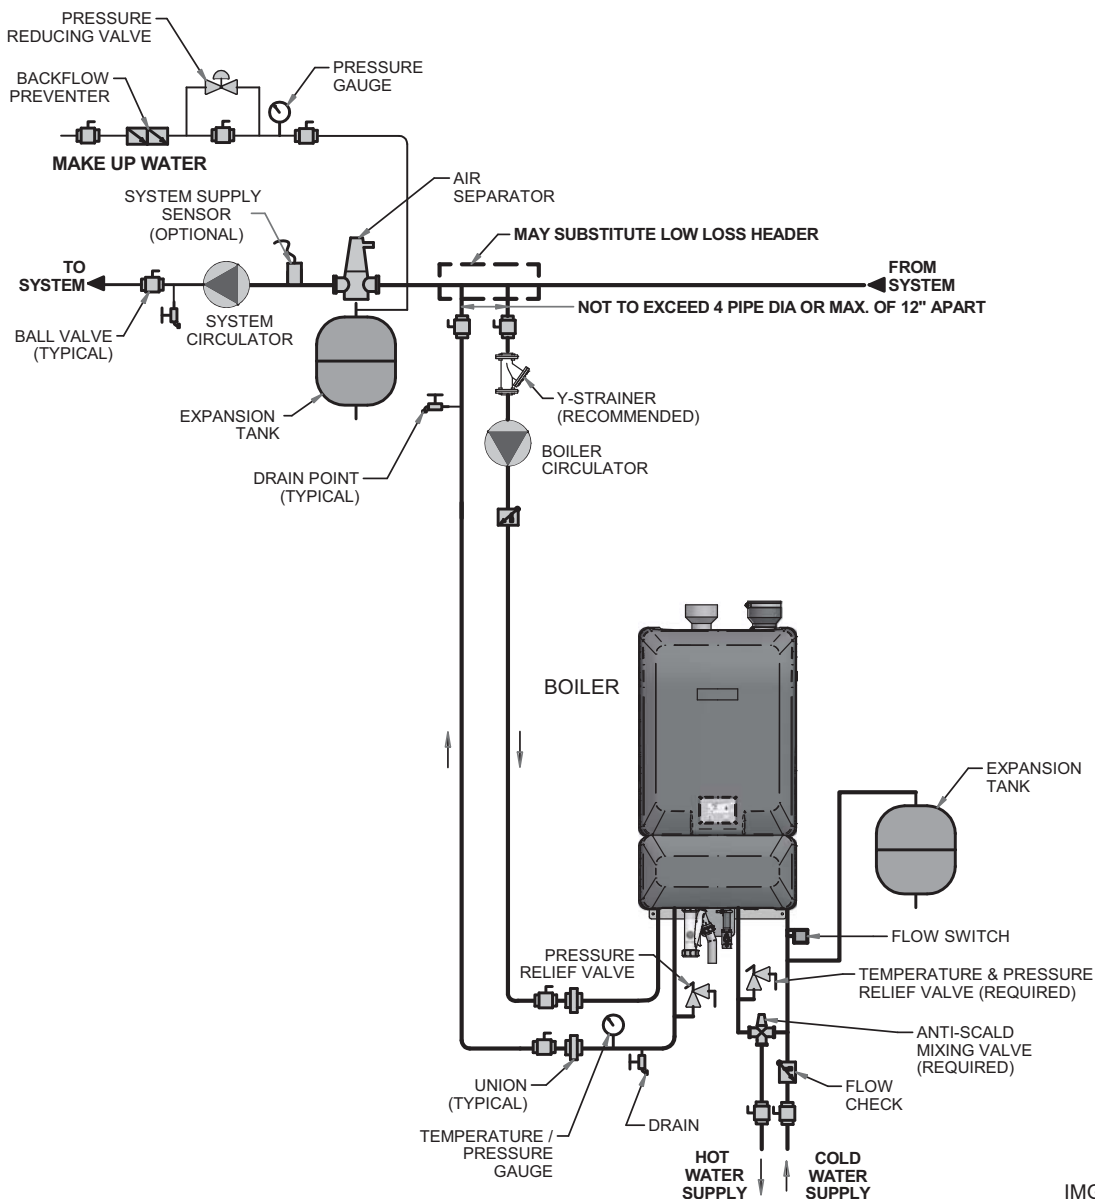 PRESSURE
REDUCING VALVE
BACKFLOW
PREVENTER
PRESSURE
GAUGE
MAKE UP WATER
SYSTEM SUPPLY
SENSOR
(OPTIONAL)
AIR
SEPARATOR
MAY SUBSTITUTE LOW LOSS HEADER
TO
SYSTEM
FROM
SYSTEM
NOT TO EXCEED 4 PIPE DIA OR MAX. OF 12" APART
BALL VALVE
(TYPICAL)
SYSTEM
CIRCULATOR
EXPANSION
TANK
Y-STRAINER
(RECOMMENDED)
DRAIN POINT
(TYPICAL)
BOILER
CIRCULATOR
BOILER
EXPANSION
TANK
FLOW SWITCH
PRESSURE
RELIEF VALVE
TEMPERATURE & PRESSURE
RELIEF VALVE (REQUIRED)
ANTI-SCALD
MIXING VALVE
(REQUIRED)
UNION
(TYPICAL)
FLOW
CHECK
DRAIN
TEMPERATURE /
PRESSURE
GAUGE
HOT
WATER
SUPPLY
COLD
WATER
SUPPLY